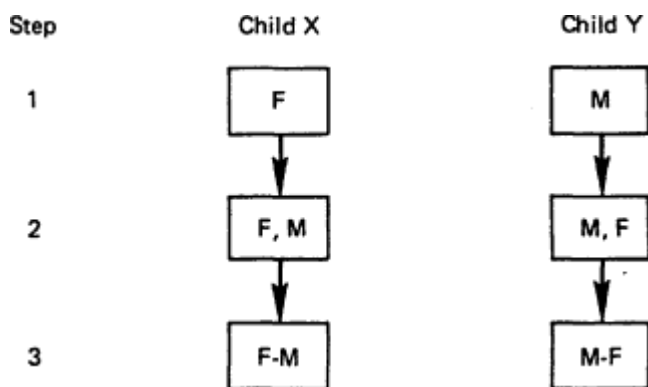 Step Child X Child Y
1 F M
2 F, M M, F
3 F-M M-F